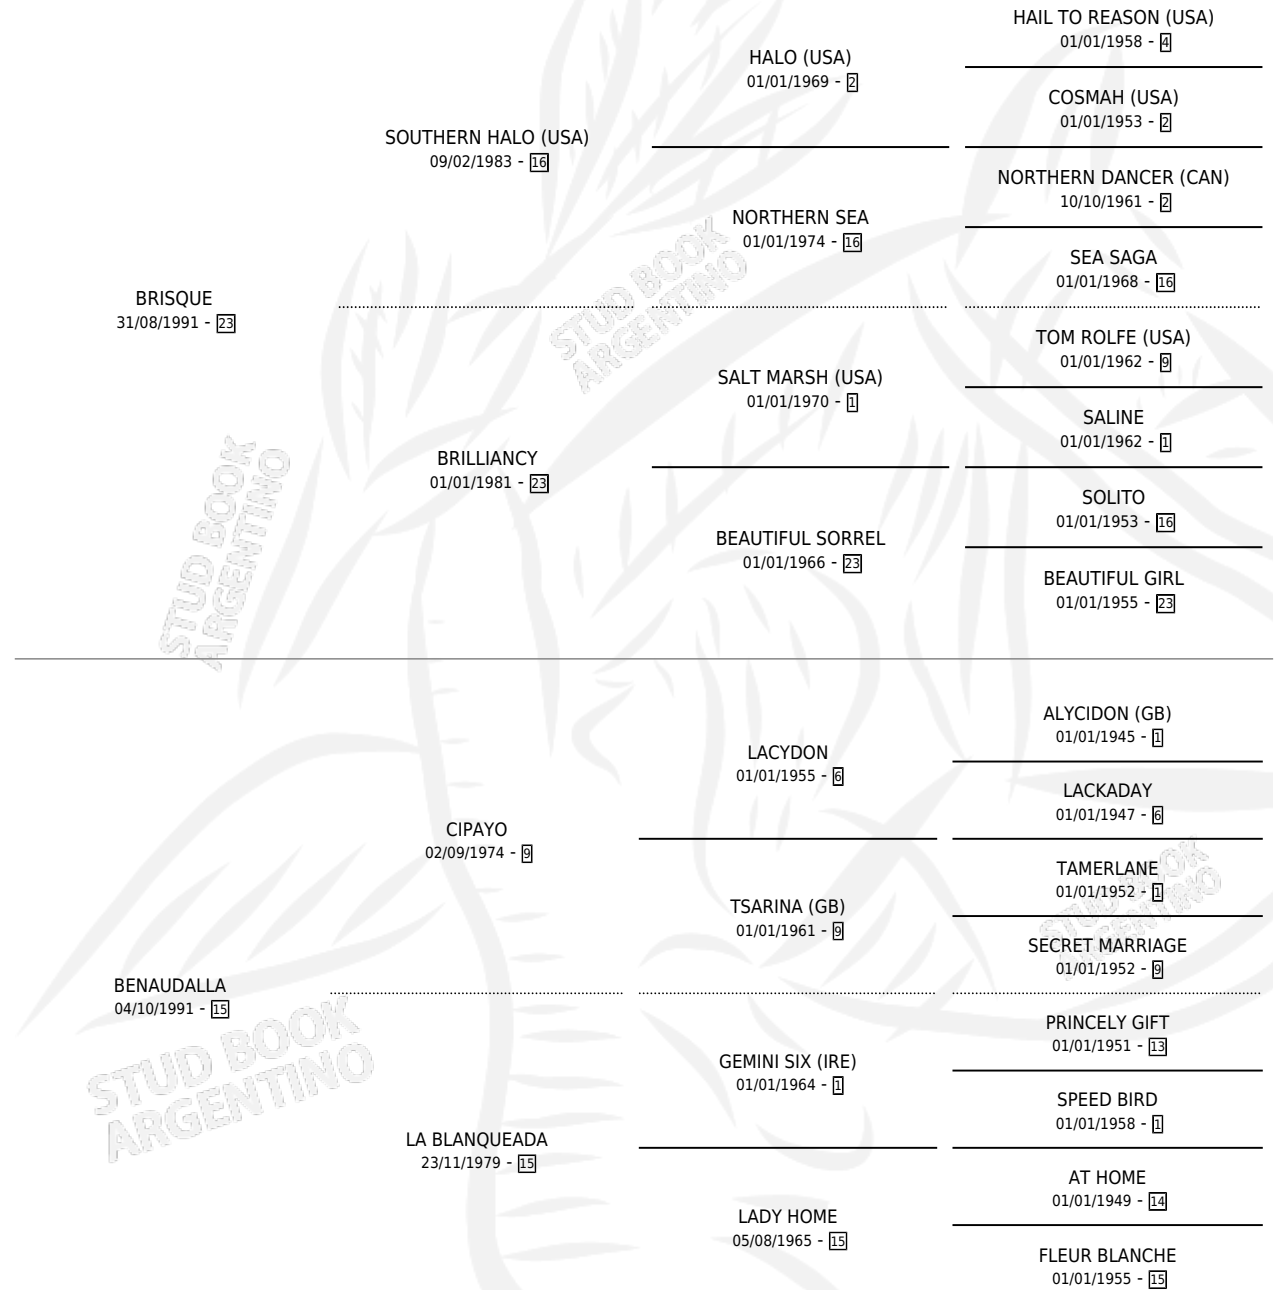 HAIL TO REASON (USA)
01/01/1958 - 4
HALO (USA)
01/01/1969 - 2
COSMAH (USA)
01/01/1953 - 2
SOUTHERN HALO (USA)
09/02/1983 - 16
NORTHERN DANCER (CAN)
10/10/1961 - 2
NORTHERN SEA
01/01/1974 - 16
SEA SAGA
01/01/1968 - 16
STUD BOOK
ARGENTINO
BRISQUE
31/08/1991 - 23
TOM ROLFE (USA)
01/01/1962 - 9
SALT MARSH (USA)
01/01/1970 - 1
SALINE
01/01/1962 - 1
BRILLIANCY
01/01/1981 - 23
SOLITO
01/01/1953 - 16
BEAUTIFUL SORREL
01/01/1966 - 23
BEAUTIFUL GIRL
01/01/1955 - 23
STUD BOOK
ARGENTINO
ALYCIDON (GB)
01/01/1945 - 1
LACYDON
01/01/1955 - 6
LACKADAY
01/01/1947 - 6
CIPAYO
02/09/1974 - 9
TAMERLANE
01/01/1952 - 1
TSARINA (GB)
01/01/1961 - 9
SECRET MARRIAGE
01/01/1952 - 9
STUD BOOK
ARGENTINO
BENAUDALLA
04/10/1991 - 15
PRINCELY GIFT
01/01/1951 - 13
GEMINI SIX (IRE)
01/01/1964 - 1
SPEED BIRD
01/01/1958 - 1
STUD BOOK
ARGENTINO
LA BLANQUEADA
23/11/1979 - 15
AT HOME
01/01/1949 - 14
LADY HOME
05/08/1965 - 15
FLEUR BLANCHE
01/01/1955 - 15